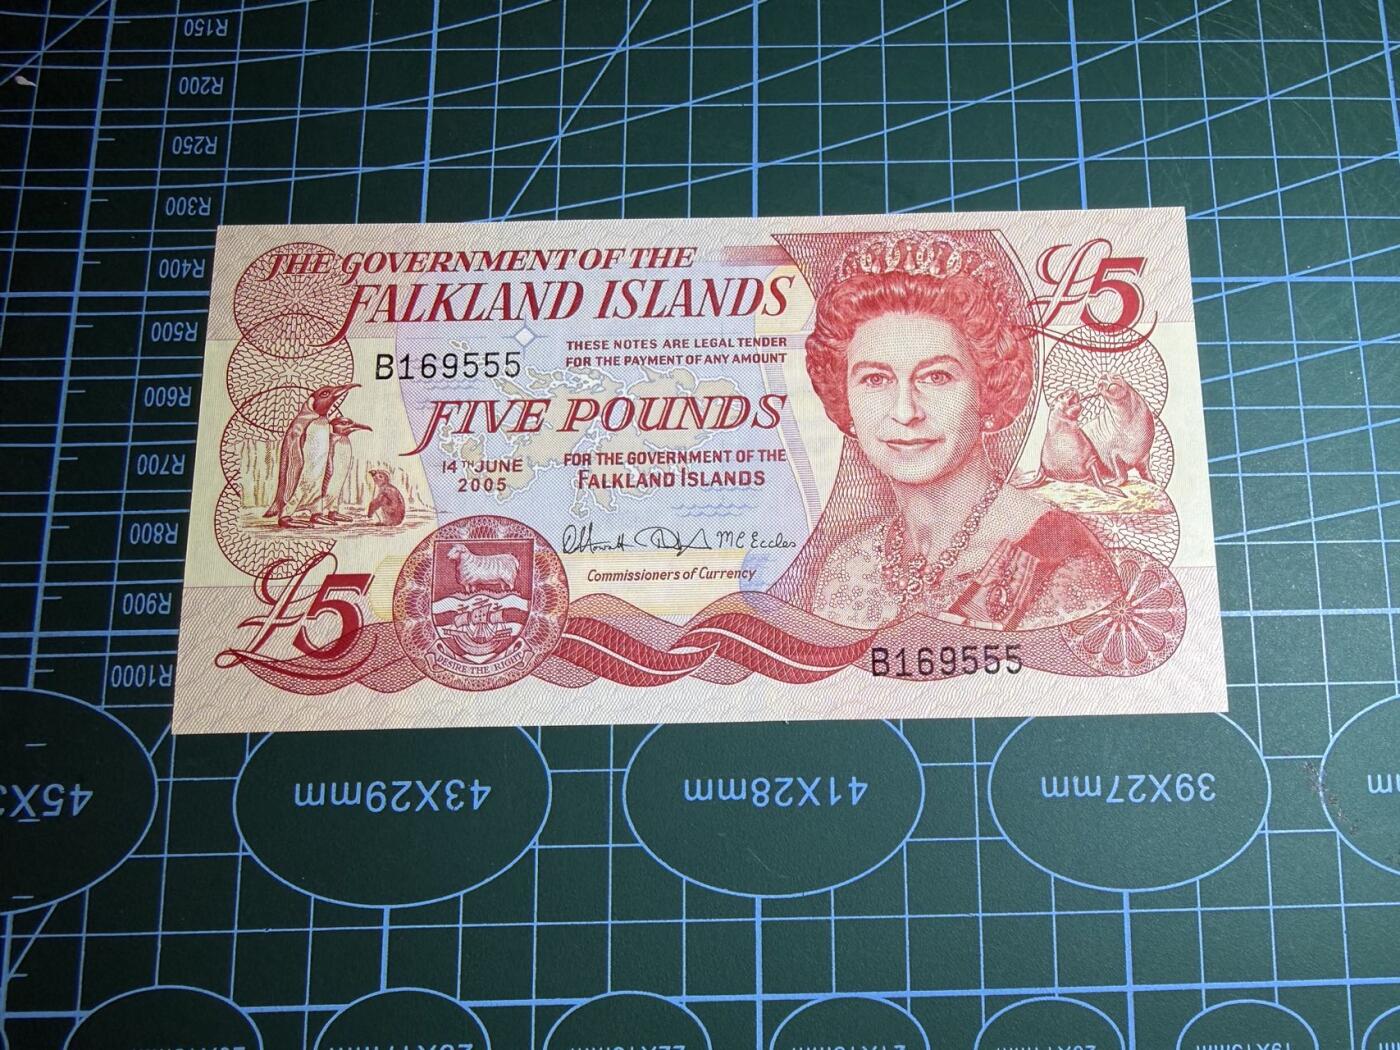 R150
R200
R250
R300
R400
R500
R600
R700
R800
R900
R1000
THE GOVERNMENT OF THE
FALKLAND ISLANDS
£5
B169555
THESE NOTES ARE LEGAL TENDER
FOR THE PAYMENT OF ANY AMOUNT
FIVE POUNDS
14TH JUNE
2005
FOR THE GOVERNMENT OF THE
FALKLAND ISLANDS
Commissioners of Currency
£5
DESIRE THE RIGHT
B169555
43X29mm
41X28mm
39X27mm